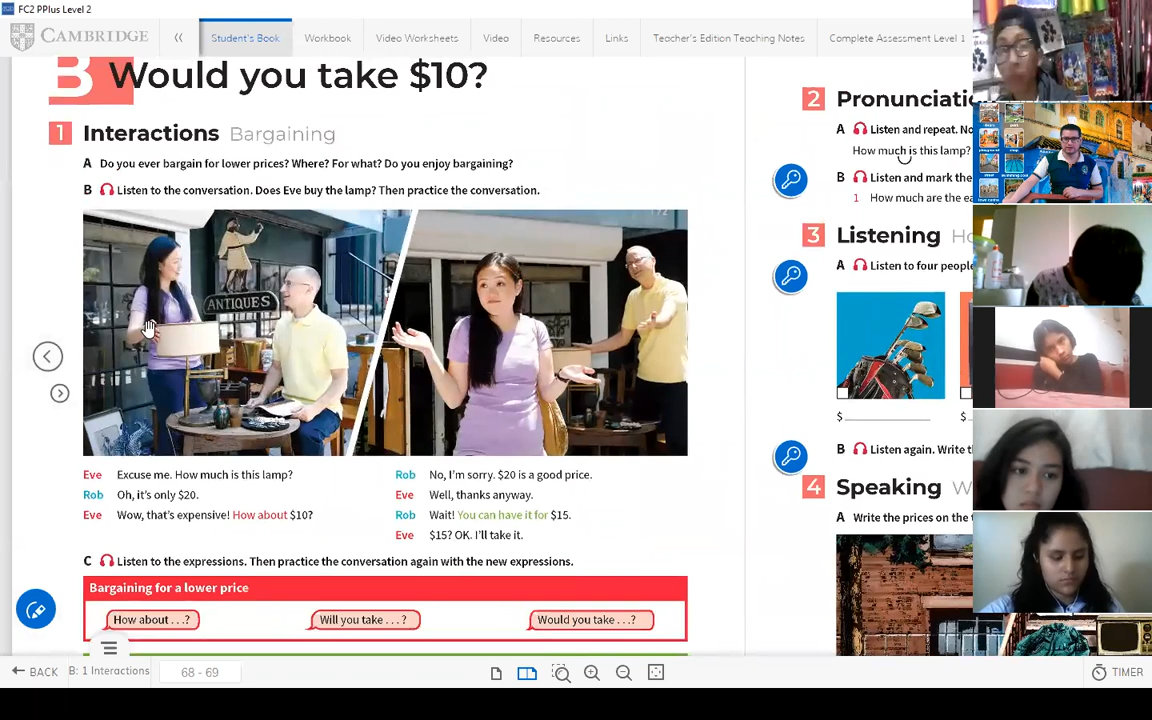 FC2 PPlus Level 2
CAMBRIDGE
Student's Book
Workbook
Video Worksheets
Video
Resources
Links
Teacher's Edition Teaching Notes
Complete Assessment Level 1
B Would you take $10?
1 Interactions Bargaining
A Do you ever bargain for lower prices? Where? For what? Do you enjoy bargaining?
B Listen to the conversation. Does Eve buy the lamp? Then practice the conversation.
ANTIQUES
Eve Excuse me. How much is this lamp?
Rob Oh, it's only $20.
Eve Wow, that's expensive! How about $10?
Rob No, I'm sorry. $20 is a good price.
Eve Well, thanks anyway.
Rob Wait! You can have it for $15.
Eve $15? OK. I'll take it.
C Listen to the expressions. Then practice the conversation again with the new expressions.
Bargaining for a lower price
How about . . .?
Will you take . . .?
Would you take . . .?
2 Pronunciatio
A Listen and repeat. No
How much is this lamp?
B Listen and mark the
1 How much are the ea
3 Listening Ho
A Listen to four people
$
$
B Listen again. Write t
4 Speaking W
A Write the prices on the
BACK
B: 1 Interactions
68 - 69
TIMER